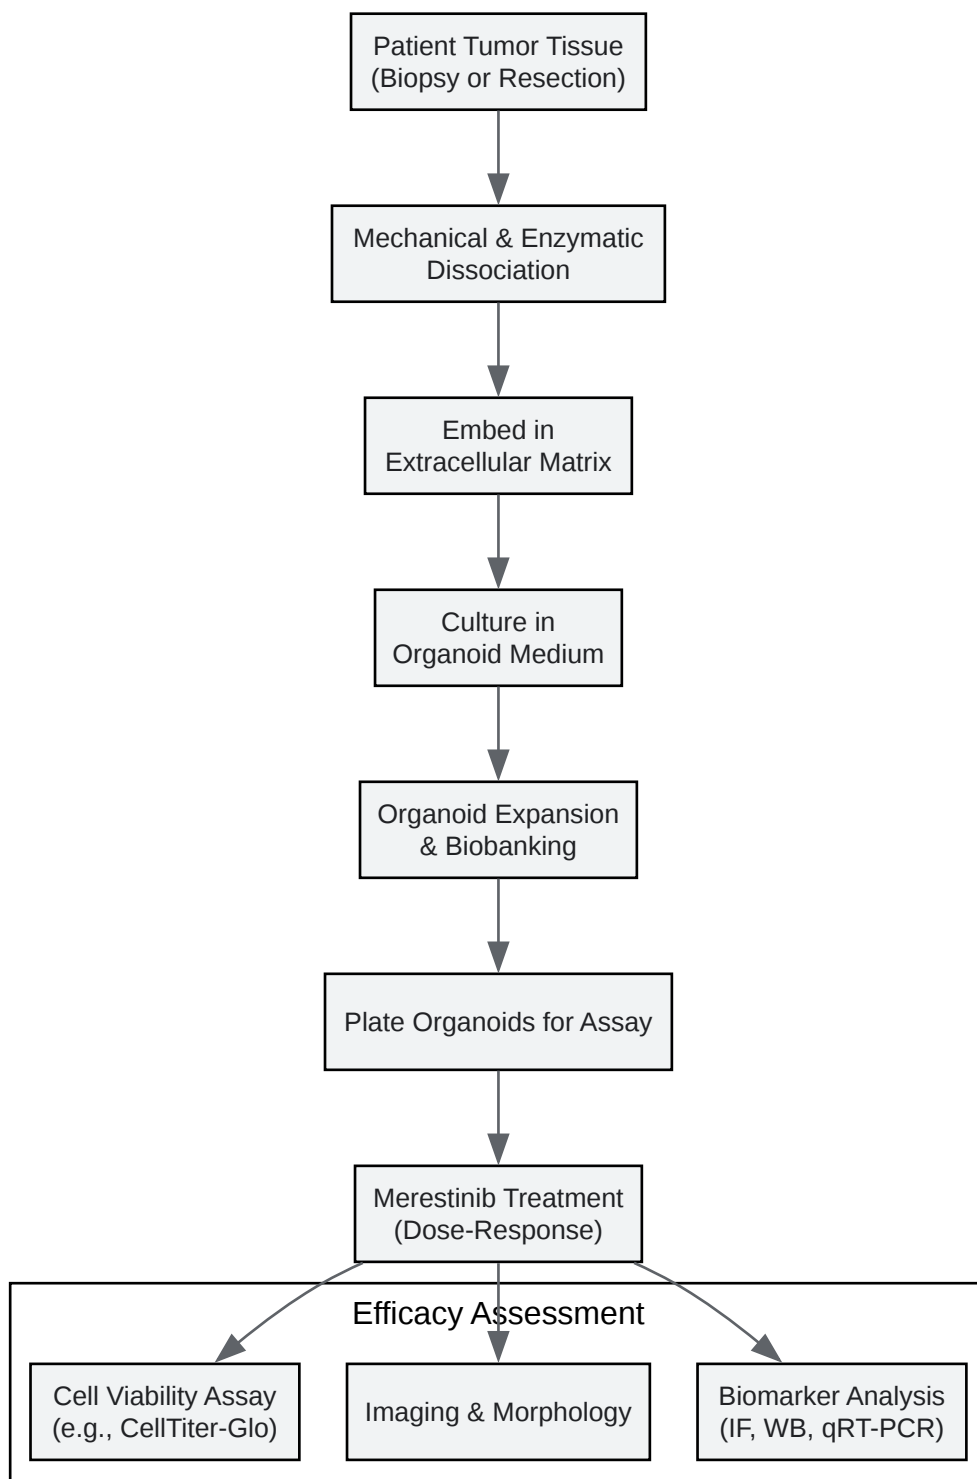 Patient Tumor Tissue
(Biopsy or Resection)
Mechanical & Enzymatic
Dissociation
Embed in
Extracellular Matrix
Culture in
Organoid Medium
Organoid Expansion
& Biobanking
Plate Organoids for Assay
Merestinib Treatment
(Dose-Response)
Efficacy Assessment
Cell Viability Assay
(e.g., CellTiter-Glo)
Imaging & Morphology
Biomarker Analysis
(IF, WB, qRT-PCR)